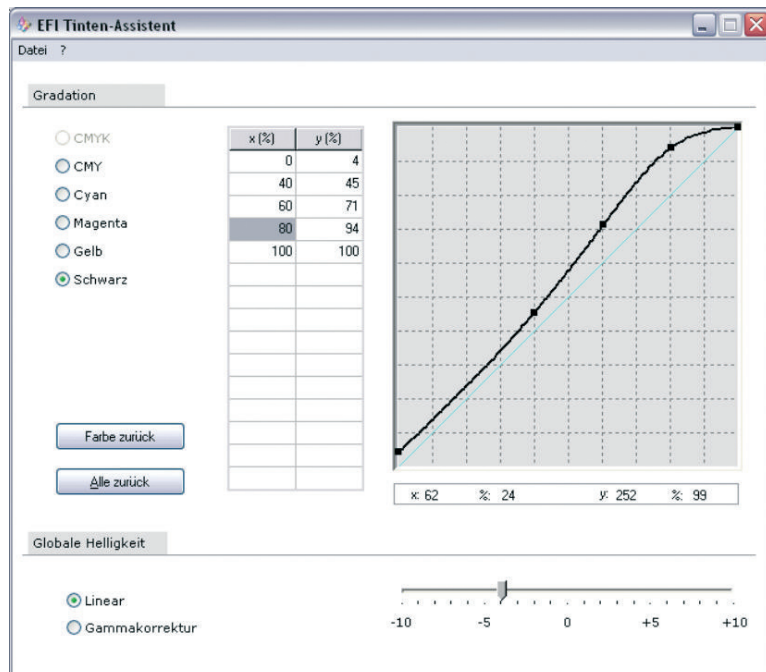 EFI Tinten-Assistent
Datei ?
Gradation
CMYK
CMY
Cyan
Magenta
Gelb
Schwarz
x (%) y (%)
0 4
40 45
60 71
80 94
100 100
Farbe zurück
Alle zurück
x: 62 %: 24 y: 252 %: 99
Globale Helligkeit
Linear
Gammakorrektur
-10 -5 0 +5 +10